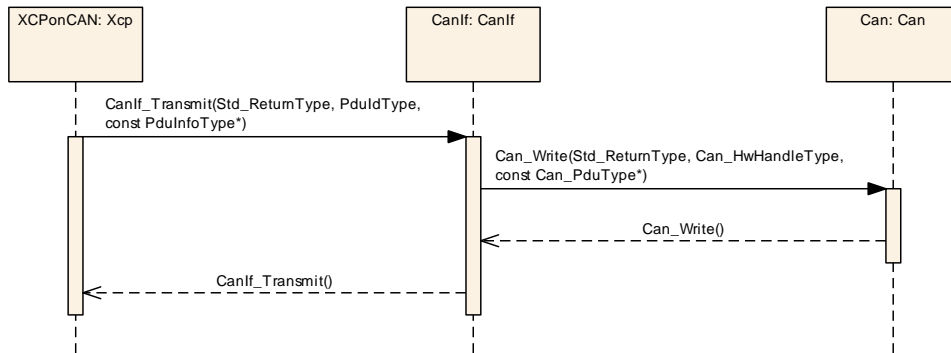 XCPonCAN: Xcp
CanIf: CanIf
Can: Can
CanIf_Transmit(Std_ReturnType, PduIdType,
const PduInfoType*)
Can_Write(Std_ReturnType, Can_HwHandleType,
const Can_PduType*)
Can_Write()
CanIf_Transmit()